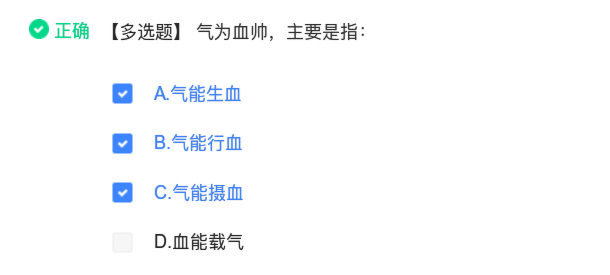 正确 【多选题】 气为血帅，主要是指：
A.气能生血
B.气能行血
C.气能摄血
D.血能载气